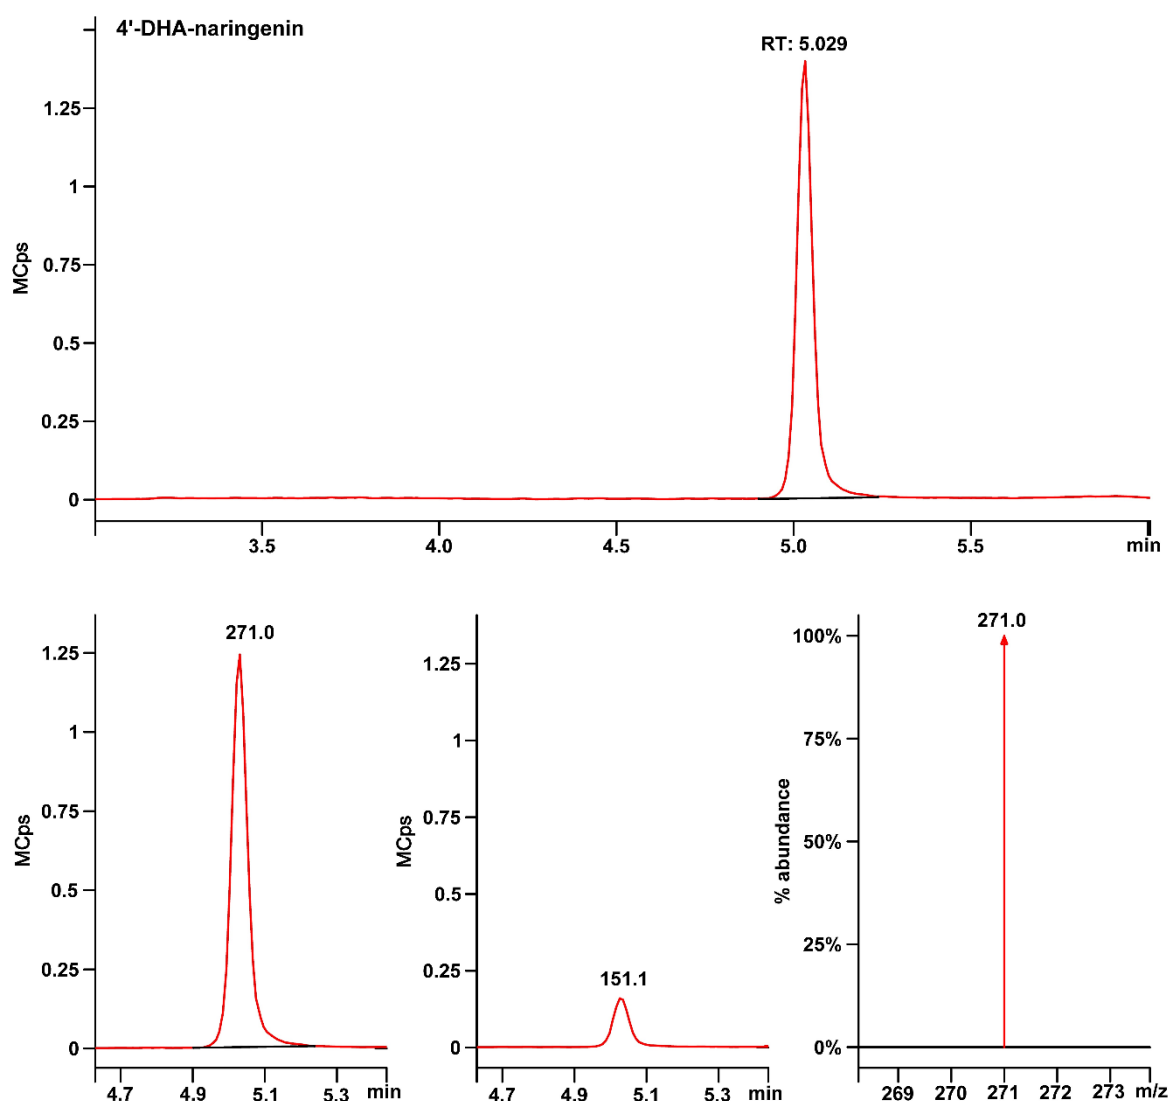 4'-DHA-naringenin
RT: 5.029
MCps
1.25
1
0.75
0.5
0.25
0
3.5 4.0 4.5 5.0 5.5 min
271.0
MCps
1.25
1
0.75
0.5
0.25
0
4.7 4.9 5.1 5.3 min
151.1
MCps
1.25
1
0.75
0.5
0.25
0
4.7 4.9 5.1 5.3 min
271.0
% abundance
100%
75%
50%
25%
0%
269 270 271 272 273 m/z